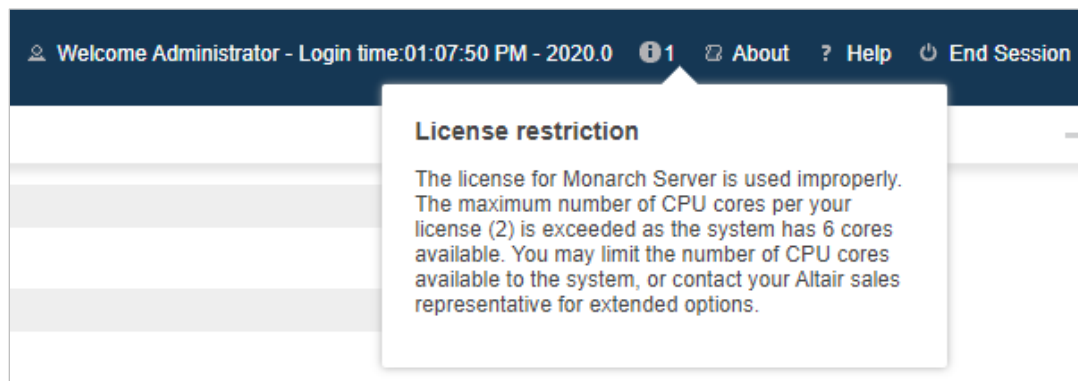 Welcome Administrator - Login time:01:07:50 PM - 2020.0 1 About ? Help End Session
License restriction
The license for Monarch Server is used improperly.
The maximum number of CPU cores per your
license (2) is exceeded as the system has 6 cores
available. You may limit the number of CPU cores
available to the system, or contact your Altair sales
representative for extended options.